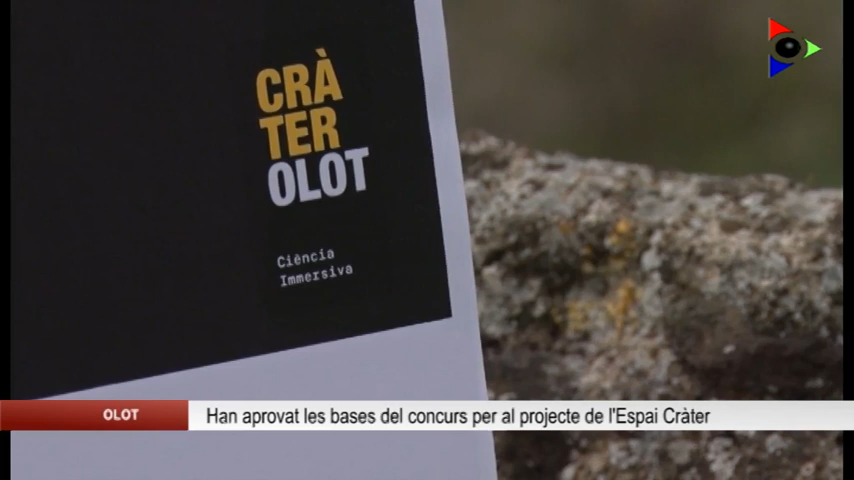 CRÀ
TER
OLOT
Ciència
Immersiva
OLOT
Han aprovat les bases del concurs per al projecte de l'Espai Cràter